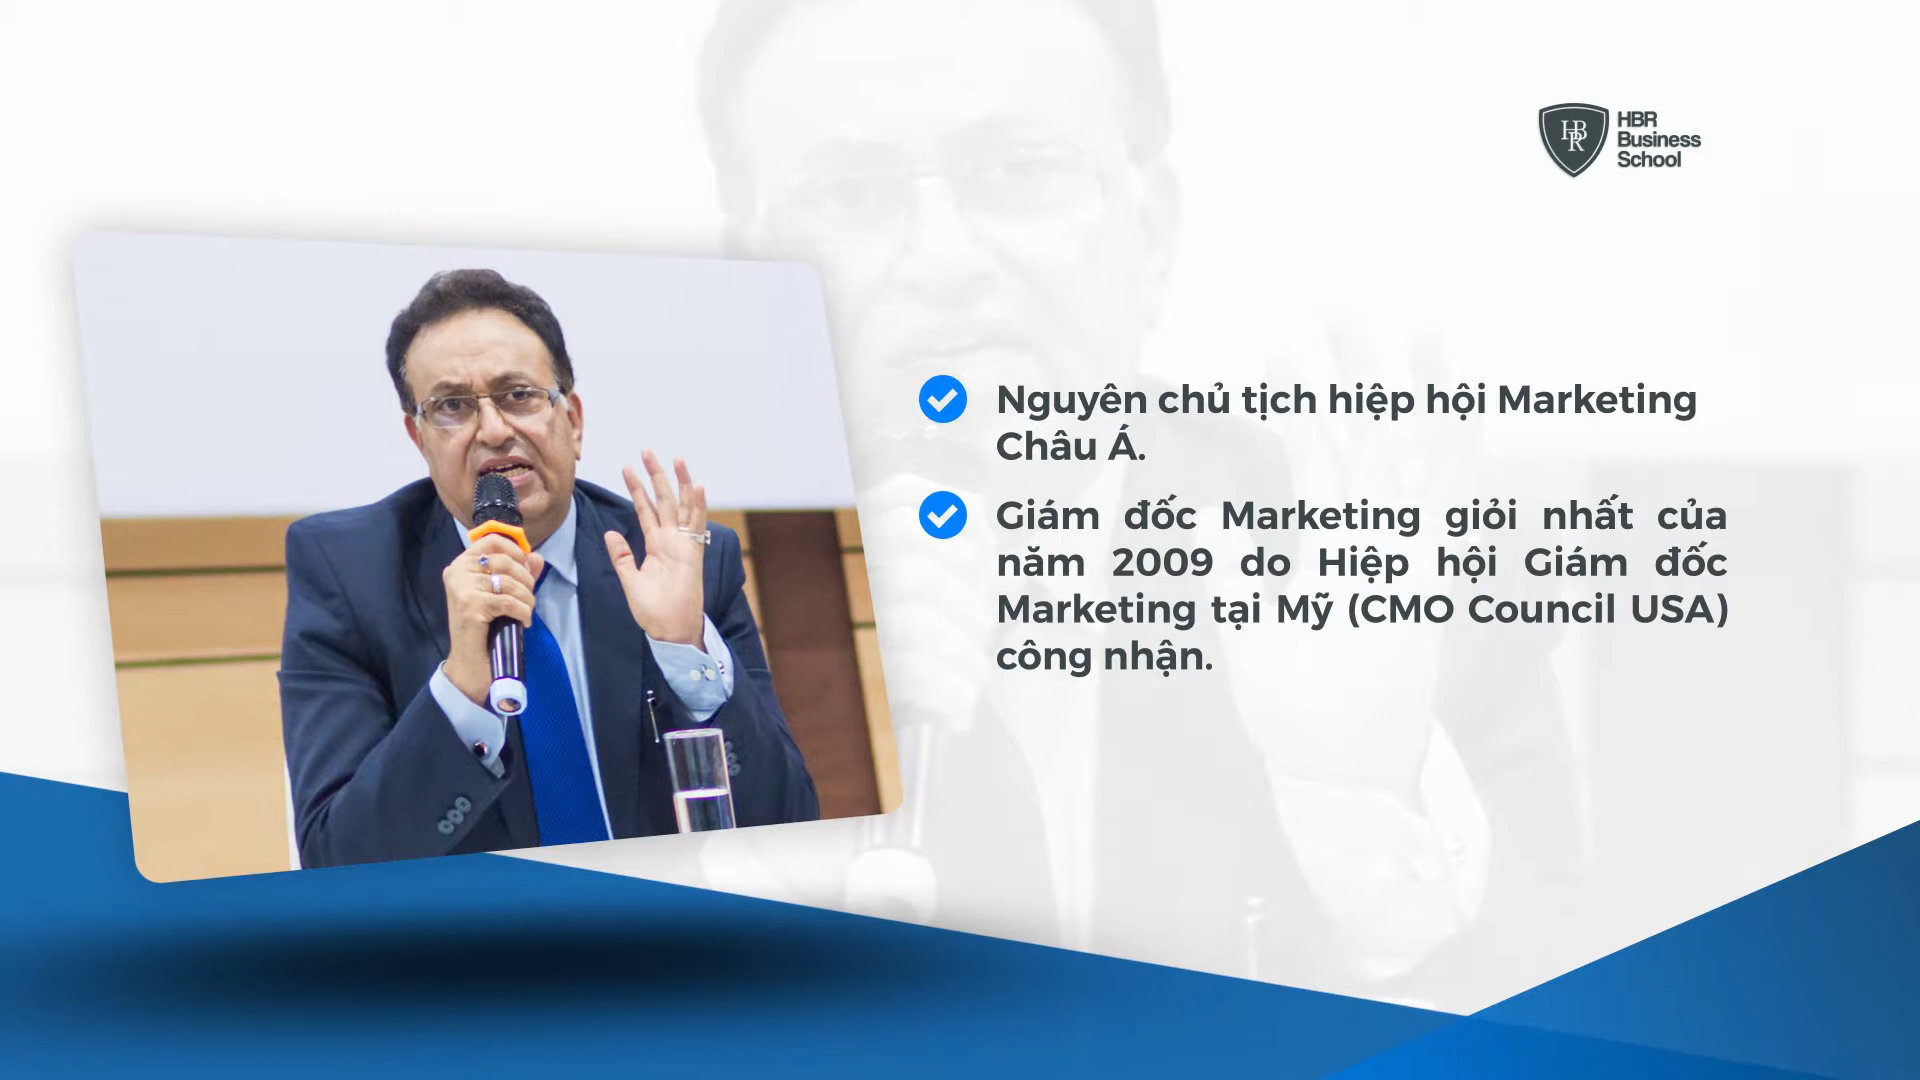 HBR
HBR
Business
School
Nguyên chủ tịch hiệp hội Marketing
Châu Á.
Giám đốc Marketing giỏi nhất của
năm 2009 do Hiệp hội Giám đốc
Marketing tại Mỹ (CMO Council USA)
công nhận.